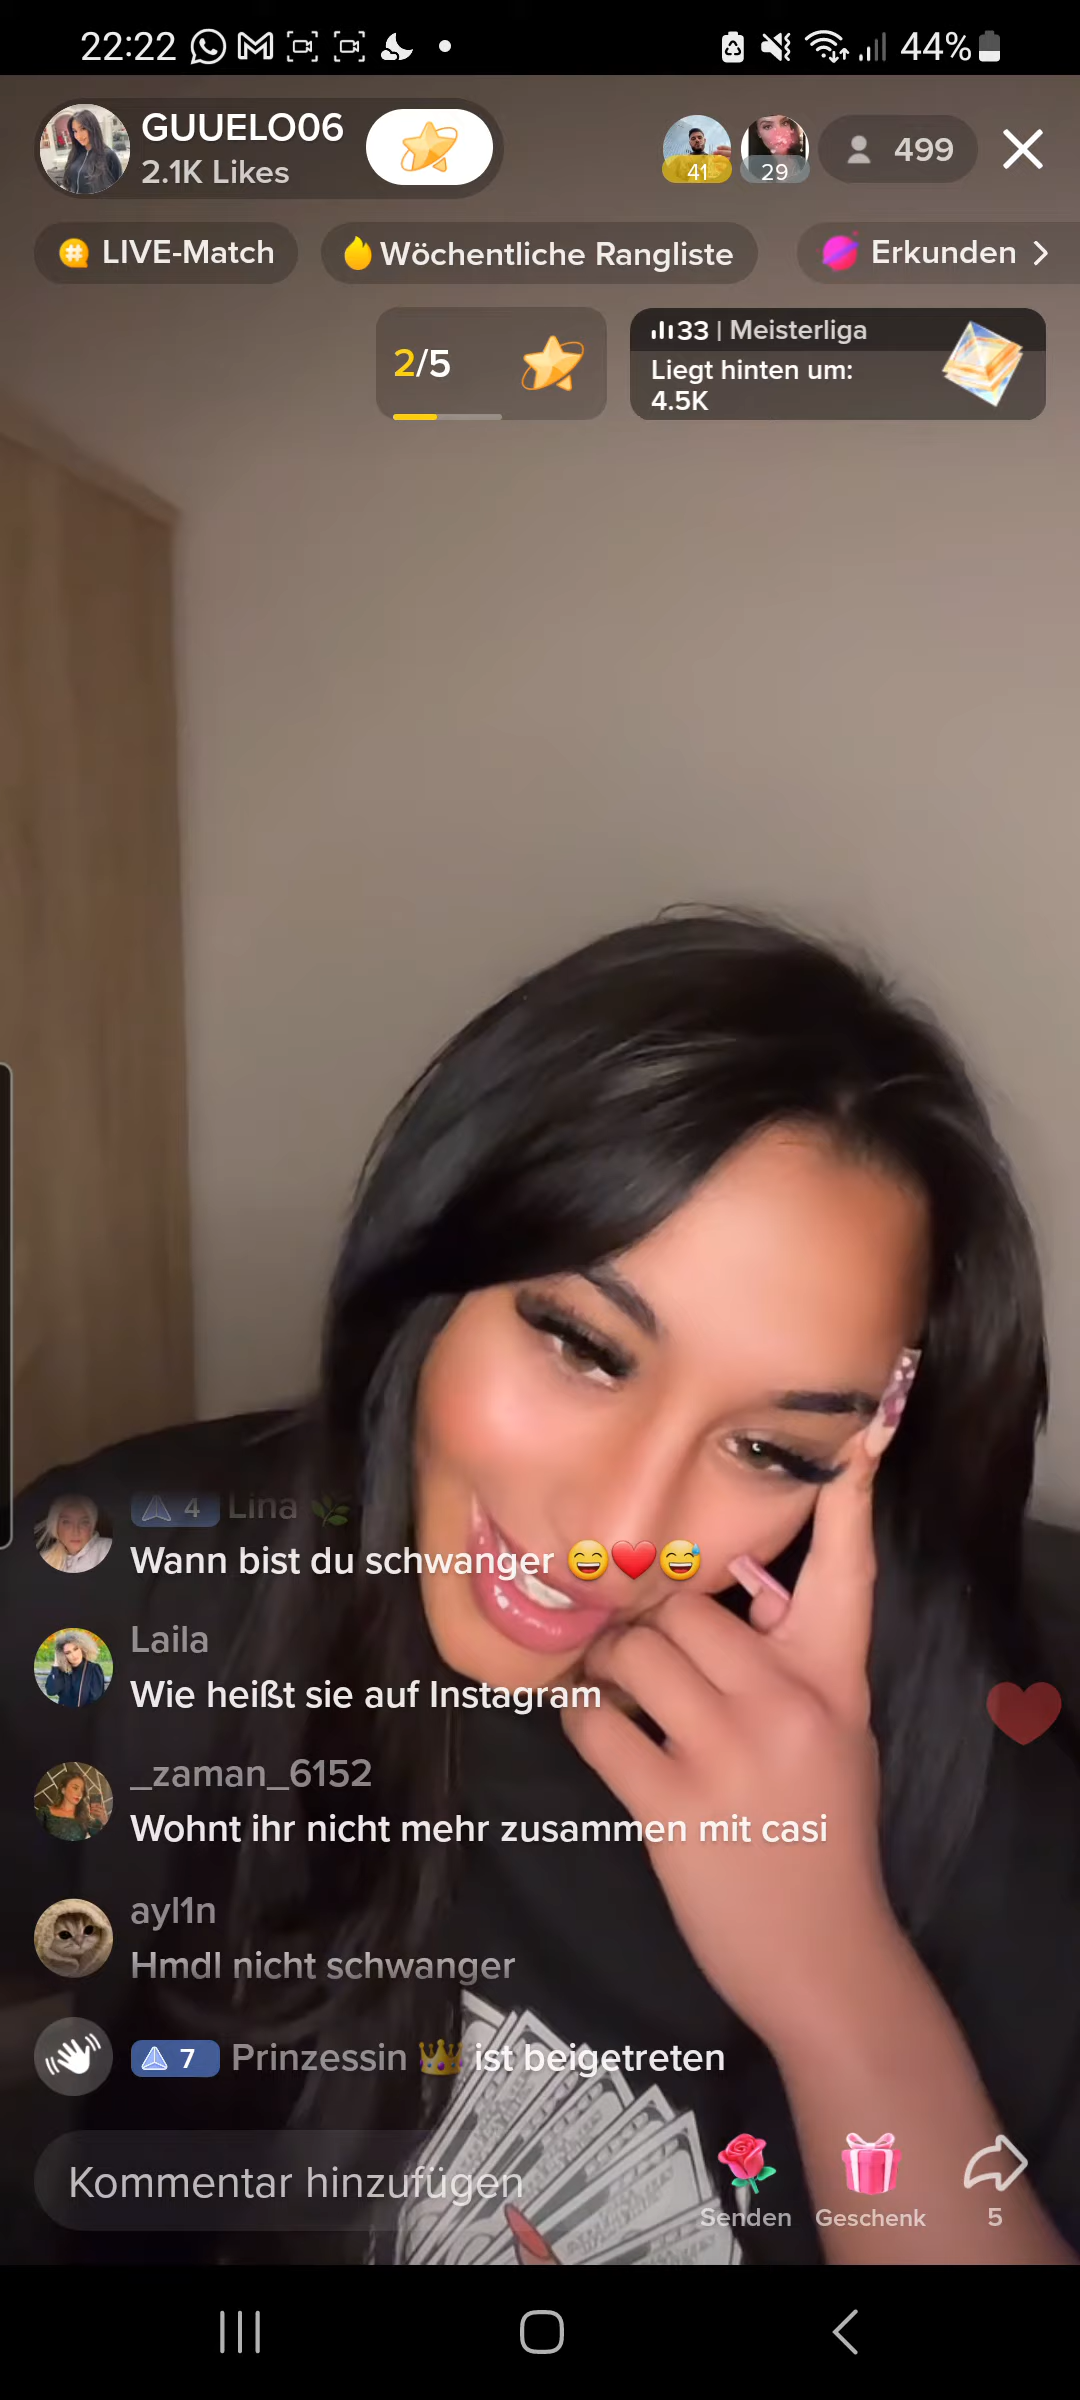 22:22 44%
GUUELO06
2.1K Likes
41
29
499
LIVE-Match
Wöchentliche Rangliste
Erkunden
2/5
33 | Meisterliga
Liegt hinten um:
4.5K
4 Lina 🌿
Wann bist du schwanger 😄❤️😅
Laila
Wie heißt sie auf Instagram
_zaman_6152
Wohnt ihr nicht mehr zusammen mit casi
ayl1n
Hmdl nicht schwanger
7 Prinzessin 👑 ist beigetreten
Kommentar hinzufügen
Senden
Geschenk
5